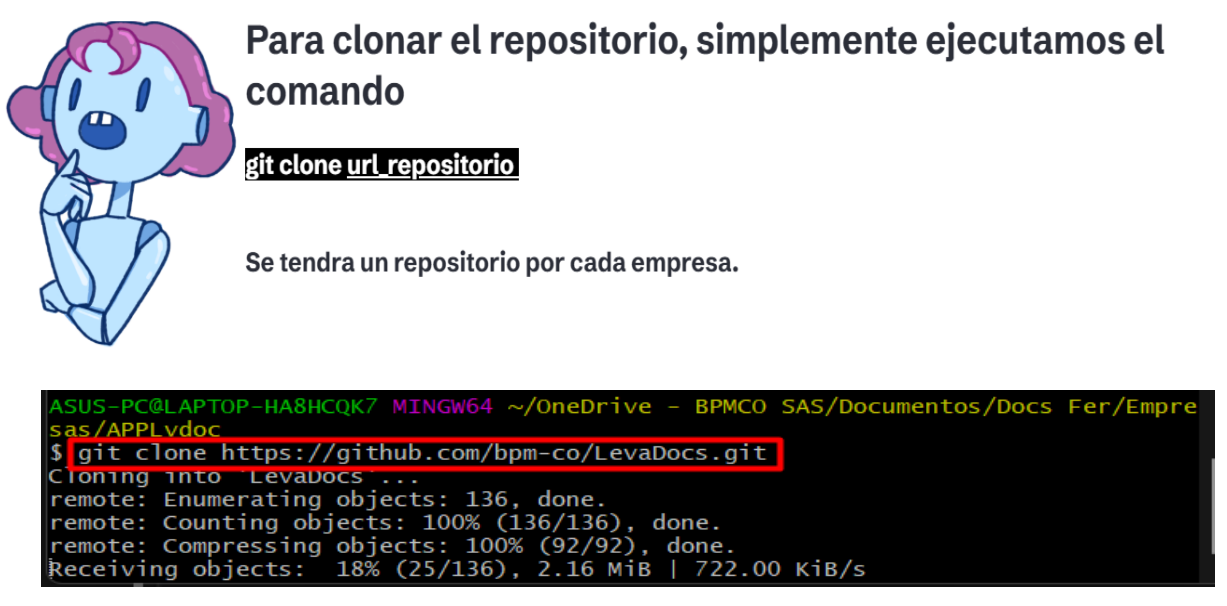 Para clonar el repositorio, simplemente ejecutamos el
comando
git clone url_repositorio
Se tendra un repositorio por cada empresa.
ASUS-PC@LAPTOP-HA8HCQK7 MINGW64 ~/OneDrive - BPMCO SAS/Documentos/Docs Fer/Empre
sas/APPLvdoc
$ git clone https://github.com/bpm-co/LevaDocs.git
Cloning into 'LevaDocs'...
remote: Enumerating objects: 136, done.
remote: Counting objects: 100% (136/136), done.
remote: Compressing objects: 100% (92/92), done.
Receiving objects:  18% (25/136), 2.16 MiB | 722.00 KiB/s